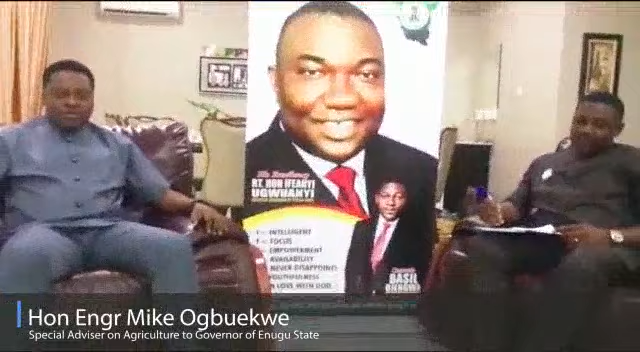 His Excellency
RT. HON IFEANYI
UGWUANYI
I - INTELLIGENT
F - FOCUS
EMPOWERMENT
AVAILABILITY
NEVER DISAPPOINTS
YOUTHFULNESS
IN LOVE WITH GOD
BASIL
Hon Engr Mike Ogbuekwe
Special Adviser on Agriculture to Governor of Enugu State